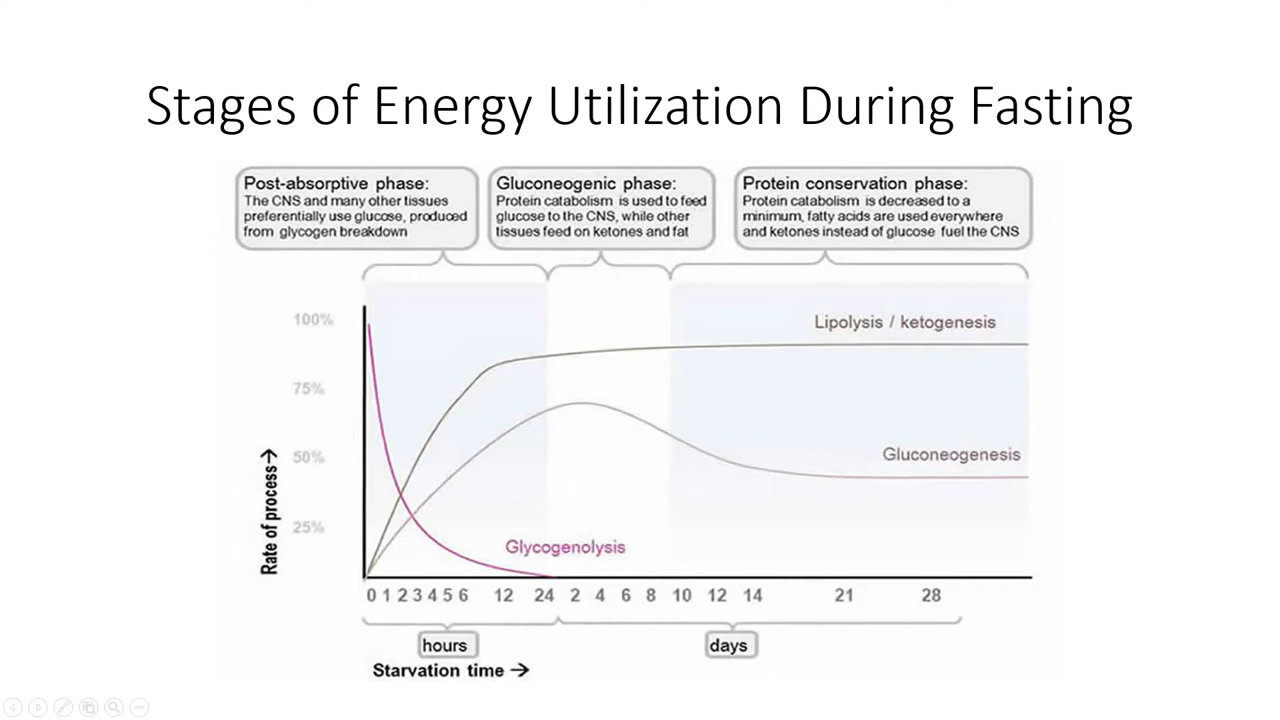 Stages of Energy Utilization During Fasting
Post-absorptive phase:
The CNS and many other tissues
preferentially use glucose, produced
from glycogen breakdown
Gluconeogenic phase:
Protein catabolism is used to feed
glucose to the CNS, while other
tissues feed on ketones and fat
Protein conservation phase:
Protein catabolism is decreased to a
minimum, fatty acids are used everywhere
and ketones instead of glucose fuel the CNS
100%
75%
50%
25%
Rate of process→
Lipolysis / ketogenesis
Gluconeogenesis
Glycogenolysis
0 1 2 3 4 5 6 12 24 2 4 6 8 10 12 14 21 28
hours
days
Starvation time →